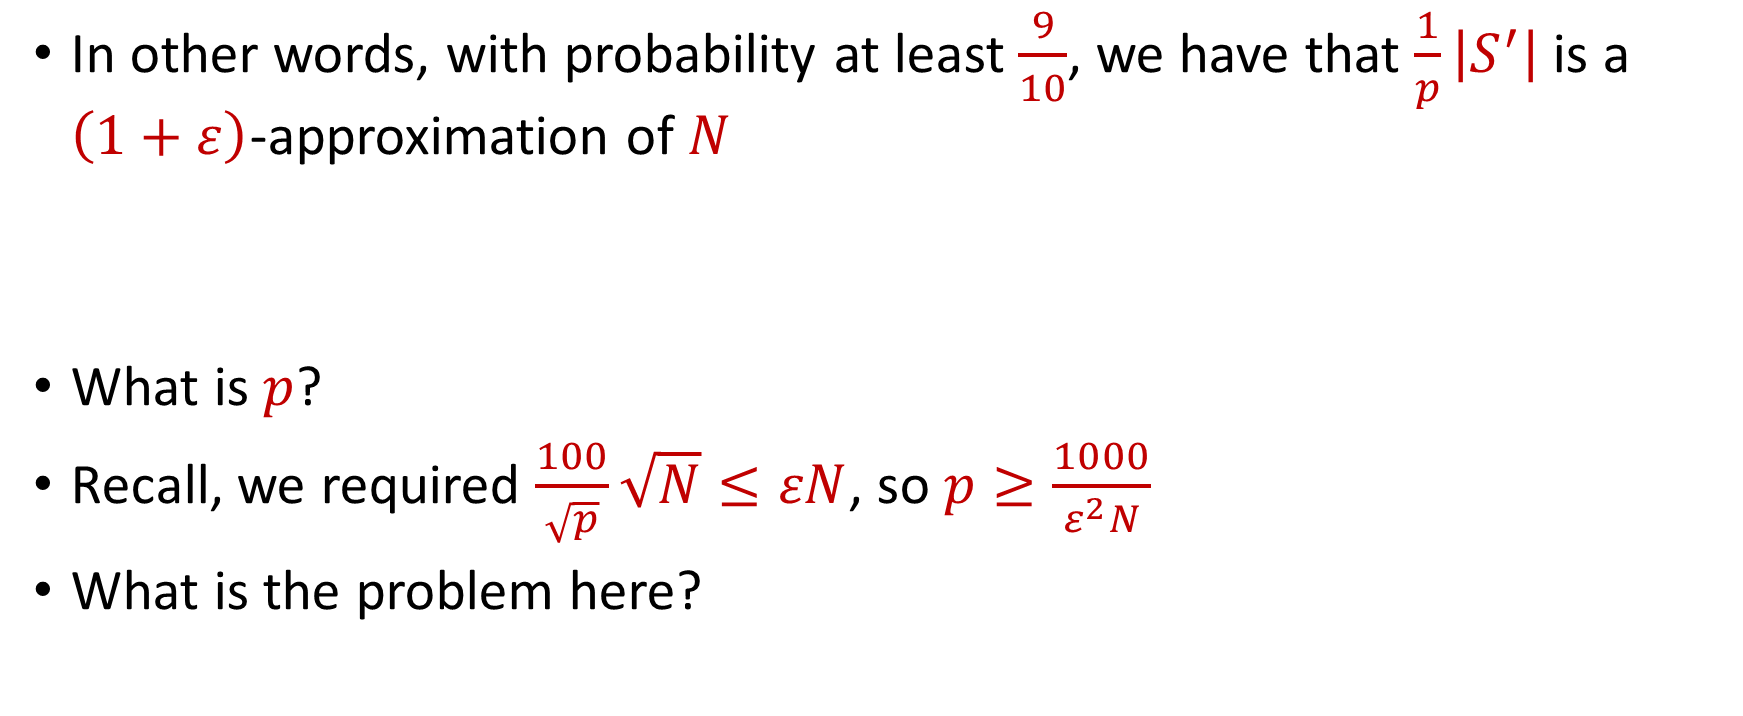 • In other words, with probability at least 9/10, we have that 1/p |S′| is a
(1 + ε)-approximation of N
• What is p?
• Recall, we required 100/√p √N ≤ εN, so p ≥ 1000/ε²N
• What is the problem here?